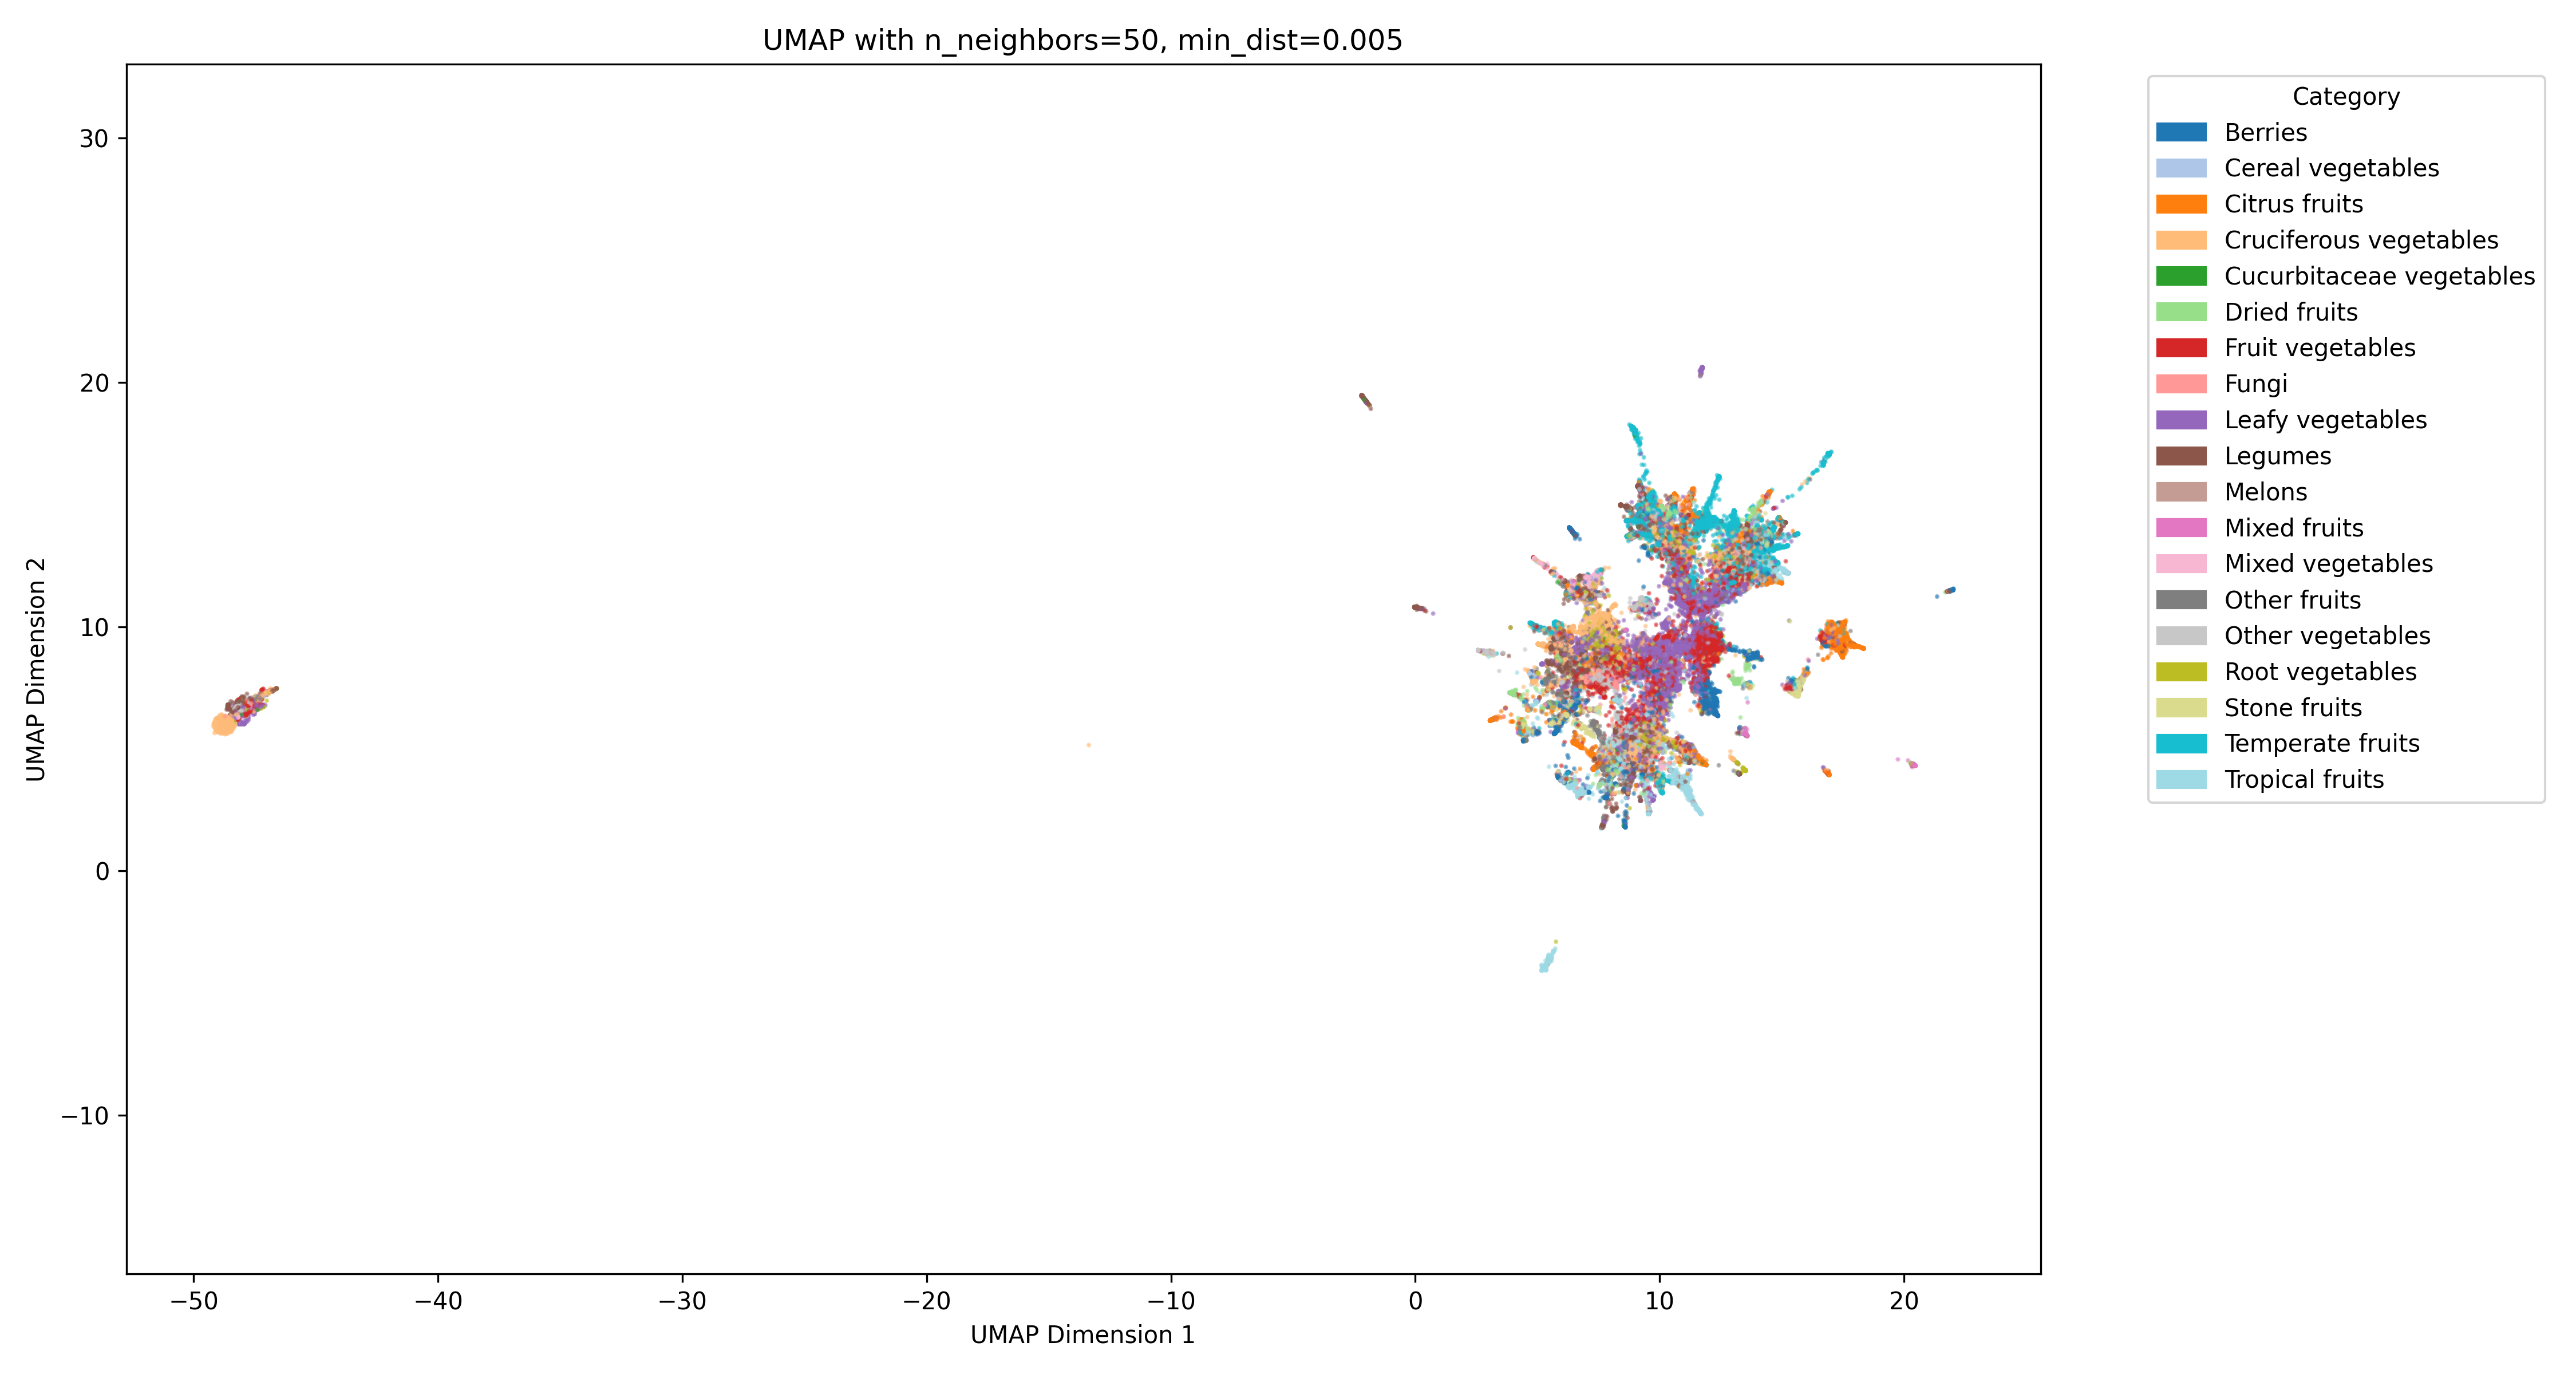 UMAP with n_neighbors=50, min_dist=0.005
30
20
10
0
−10
UMAP Dimension 2
−50
−40
−30
−20
−10
0
10
20
UMAP Dimension 1
Category
Berries
Cereal vegetables
Citrus fruits
Cruciferous vegetables
Cucurbitaceae vegetables
Dried fruits
Fruit vegetables
Fungi
Leafy vegetables
Legumes
Melons
Mixed fruits
Mixed vegetables
Other fruits
Other vegetables
Root vegetables
Stone fruits
Temperate fruits
Tropical fruits